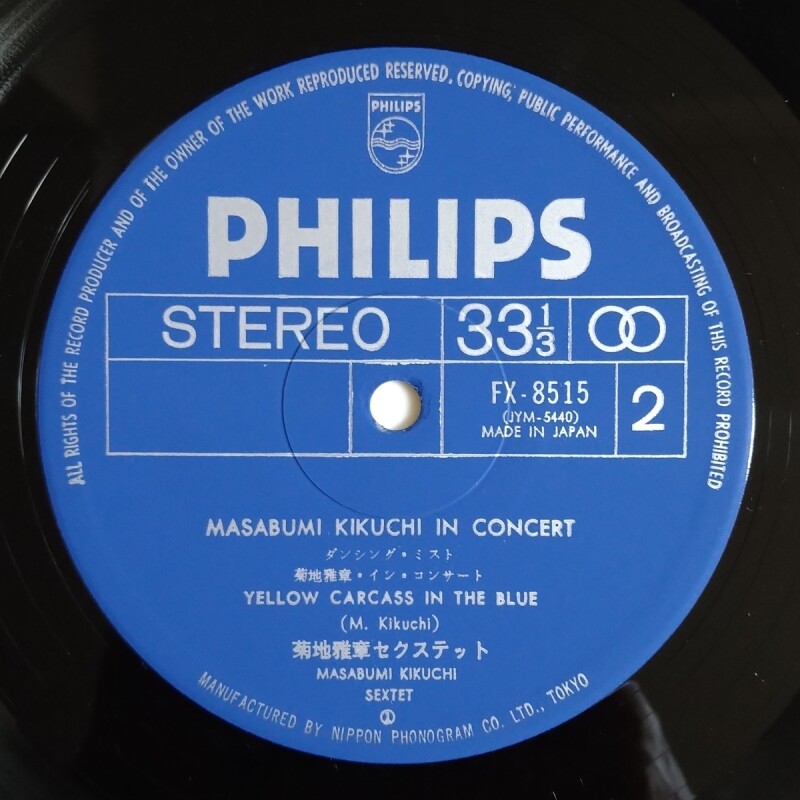 ALL RIGHTS OF THE RECORD PRODUCER AND OF THE OWNER OF THE WORK REPRODUCED RESERVED. COPYING, PUBLIC PERFORMANCE AND BROADCASTING OF THIS RECORD PROHIBITED
PHILIPS
PHILIPS
STEREO
33 1/3
FX-8515
(JYM-5440)
MADE IN JAPAN
2
MASABUMI KIKUCHI IN CONCERT
ダンシング・ミスト
菊地雅章・イン・コンサート
YELLOW CARCASS IN THE BLUE
(M. Kikuchi)
菊地雅章セクステット
MASABUMI KIKUCHI
SEXTET
MANUFACTURED BY NIPPON PHONOGRAM CO. LTD., TOKYO